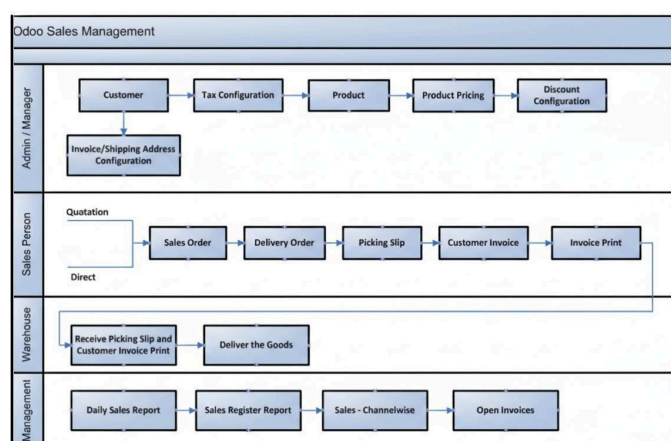 Odoo Sales Management
Admin / Manager
Customer
Tax Configuration
Product
Product Pricing
Discount
Configuration
Invoice/Shipping Address
Configuration
Sales Person
Quatation
Direct
Sales Order
Delivery Order
Picking Slip
Customer Invoice
Invoice Print
Warehouse
Receive Picking Slip and
Customer Invoice Print
Deliver the Goods
Management
Daily Sales Report
Sales Register Report
Sales - Channelwise
Open Invoices